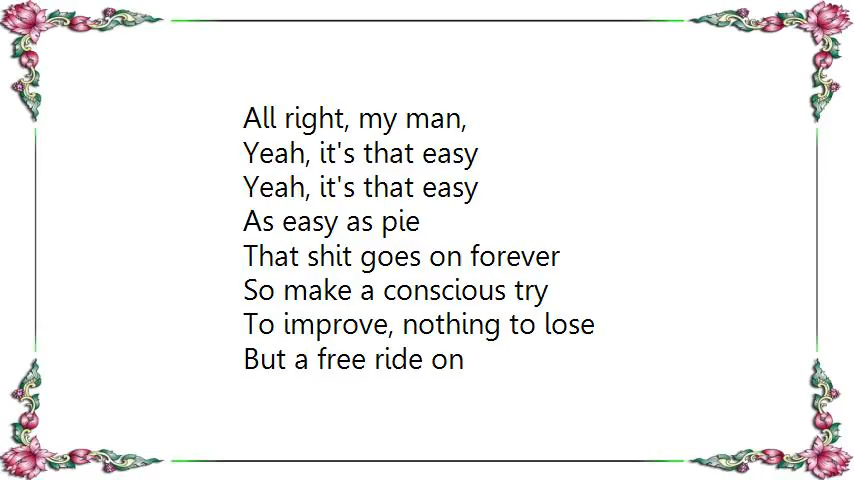 All right, my man,
Yeah, it's that easy
Yeah, it's that easy
As easy as pie
That shit goes on forever
So make a conscious try
To improve, nothing to lose
But a free ride on